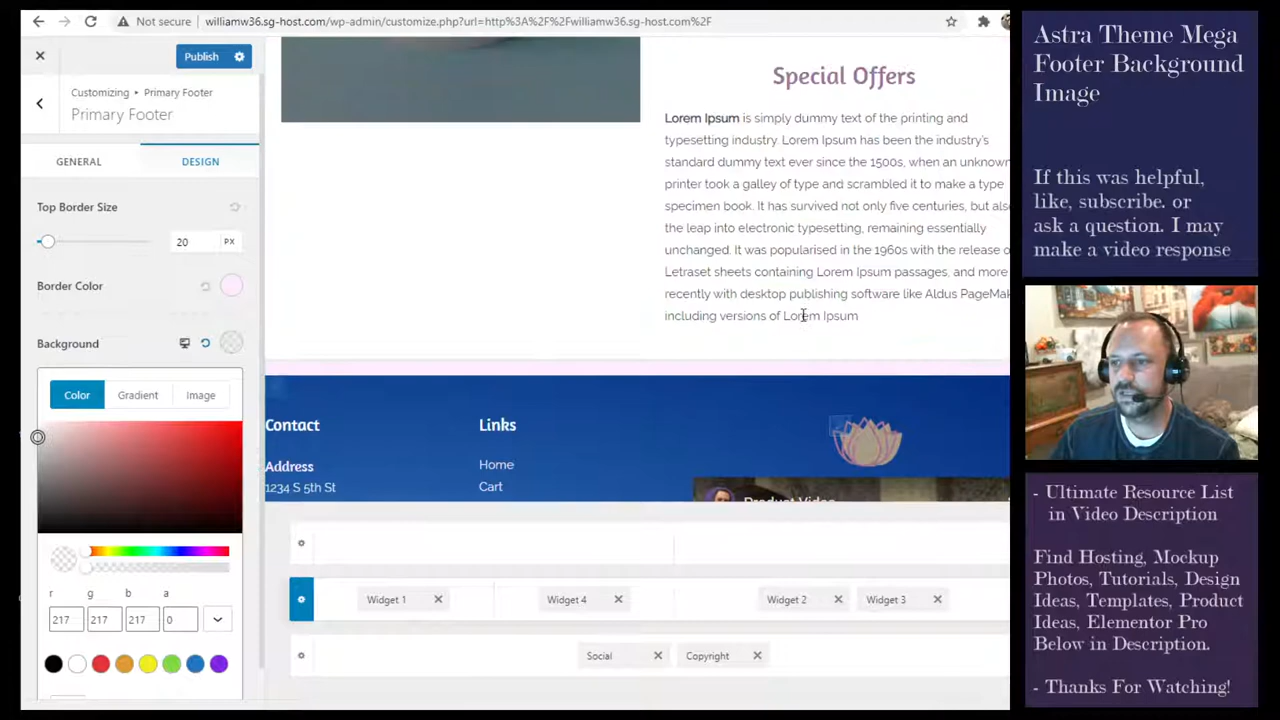 Not secure
williamw36.sg-host.com/wp-admin/customize.php?url=http%3A%2F%2Fwilliamw36.sg-host.com%2F
Publish
Customizing ▸ Primary Footer
Primary Footer
GENERAL
DESIGN
Top Border Size
20
PX
Border Color
Background
Color
Gradient
Image
r
g
b
a
217
217
217
0
Special Offers
Lorem Ipsum is simply dummy text of the printing and
typesetting industry. Lorem Ipsum has been the industry's
standard dummy text ever since the 1500s, when an unknown
printer took a galley of type and scrambled it to make a type
specimen book. It has survived not only five centuries, but also
the leap into electronic typesetting, remaining essentially
unchanged. It was popularised in the 1960s with the release o
Letraset sheets containing Lorem Ipsum passages, and more
recently with desktop publishing software like Aldus PageMak
including versions of Lorem Ipsum
Contact
Address
1234 S 5th St
Links
Home
Cart
Product Video
Widget 1
Widget 4
Widget 2
Widget 3
Social
Copyright
Astra Theme Mega
Footer Background
Image
If this was helpful,
like, subscribe. or
ask a question. I may
make a video response
- Ultimate Resource List
in Video Description
Find Hosting, Mockup
Photos, Tutorials, Design
Ideas, Templates, Product
Ideas, Elementor Pro
Below in Description.
- Thanks For Watching!